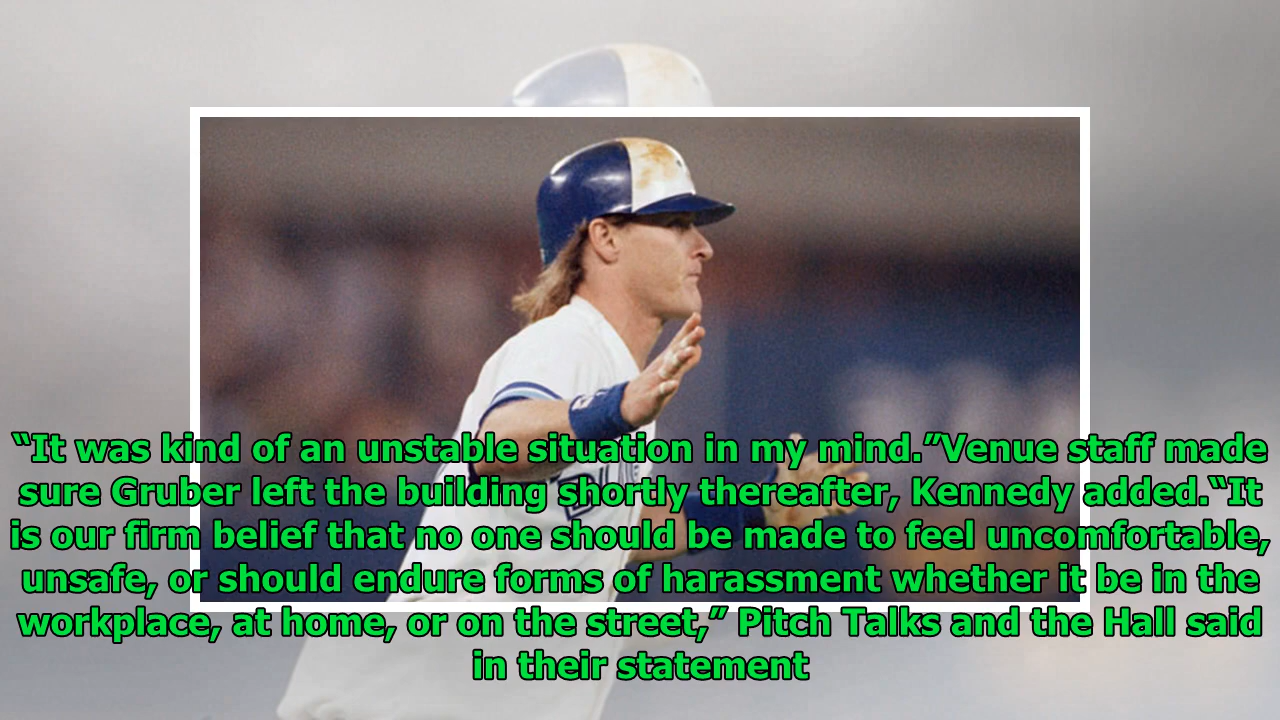 “It was kind of an unstable situation in my mind.”Venue staff made
sure Gruber left the building shortly thereafter, Kennedy added.“It
is our firm belief that no one should be made to feel uncomfortable,
unsafe, or should endure forms of harassment whether it be in the
workplace, at home, or on the street,” Pitch Talks and the Hall said
in their statement